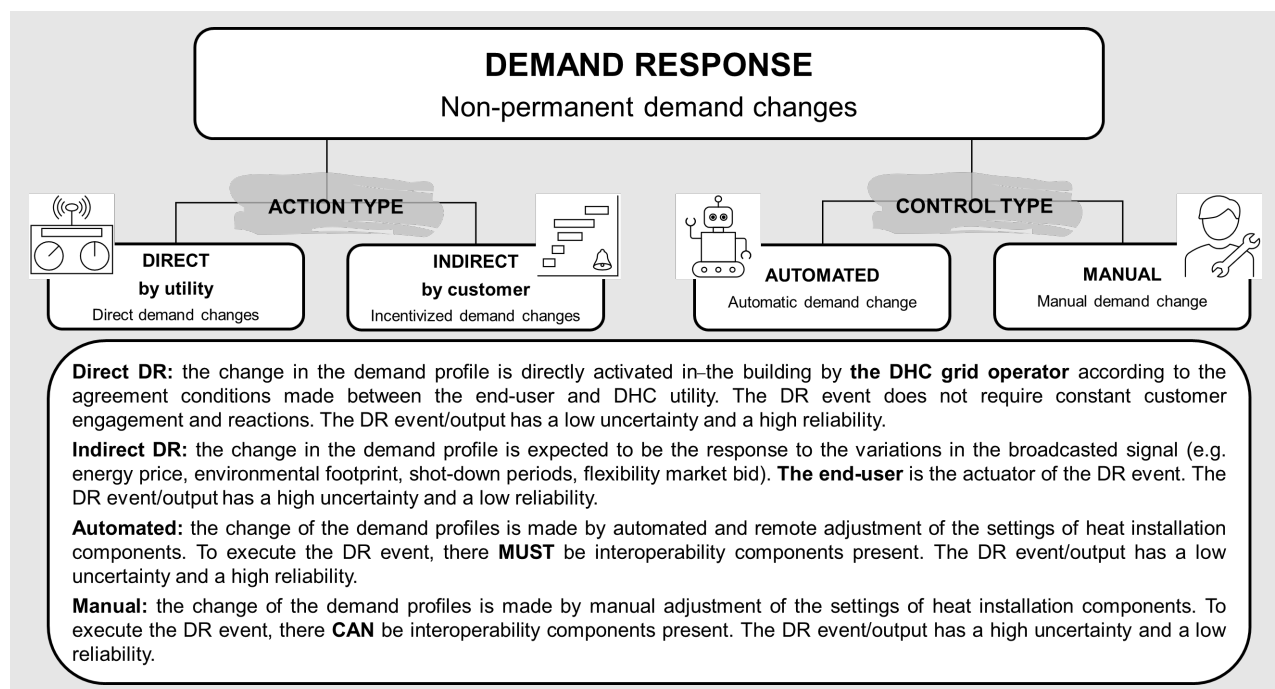 DEMAND RESPONSE
Non-permanent demand changes
ACTION TYPE
CONTROL TYPE
DIRECT
by utility
Direct demand changes
INDIRECT
by customer
Incentivized demand changes
AUTOMATED
Automatic demand change
MANUAL
Manual demand change
Direct DR: the change in the demand profile is directly activated in–the building by the DHC grid operator according to the
agreement conditions made between the end-user and DHC utility. The DR event does not require constant customer
engagement and reactions. The DR event/output has a low uncertainty and a high reliability.
Indirect DR: the change in the demand profile is expected to be the response to the variations in the broadcasted signal (e.g.
energy price, environmental footprint, shot-down periods, flexibility market bid). The end-user is the actuator of the DR event. The
DR event/output has a high uncertainty and a low reliability.
Automated: the change of the demand profiles is made by automated and remote adjustment of the settings of heat installation
components. To execute the DR event, there MUST be interoperability components present. The DR event/output has a low
uncertainty and a high reliability.
Manual: the change of the demand profiles is made by manual adjustment of the settings of heat installation components. To
execute the DR event, there CAN be interoperability components present. The DR event/output has a high uncertainty and a low
reliability.